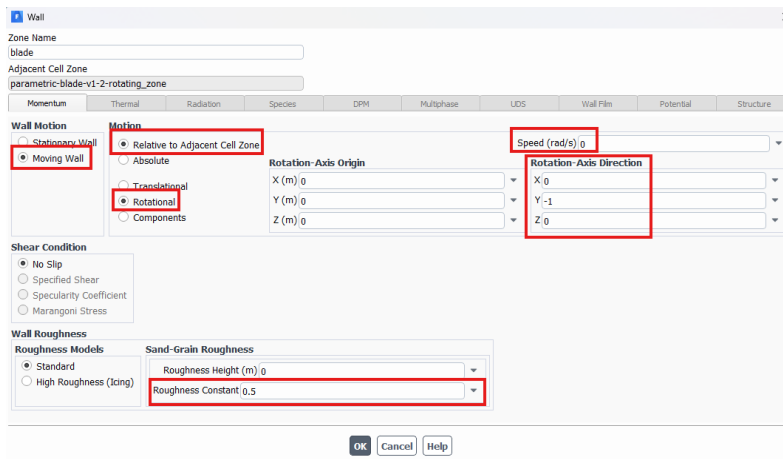 Wall
Zone Name
blade
Adjacent Cell Zone
parametric-blade-v1-2-rotating_zone
Momentum Thermal Radiation Species DPM Multiphase UDS Wall Film Potential Structure
Wall Motion Motion
Stationary Wall Relative to Adjacent Cell Zone Speed (rad/s) 0
Moving Wall Absolute Rotation-Axis Origin Rotation-Axis Direction
Translational X (m) 0 X 0
Rotational Y (m) 0 Y -1
Components Z (m) 0 Z 0
Shear Condition
No Slip
Specified Shear
Specularity Coefficient
Marangoni Stress
Wall Roughness
Roughness Models Sand-Grain Roughness
Standard Roughness Height (m) 0
High Roughness (Icing) Roughness Constant 0.5
OK Cancel Help